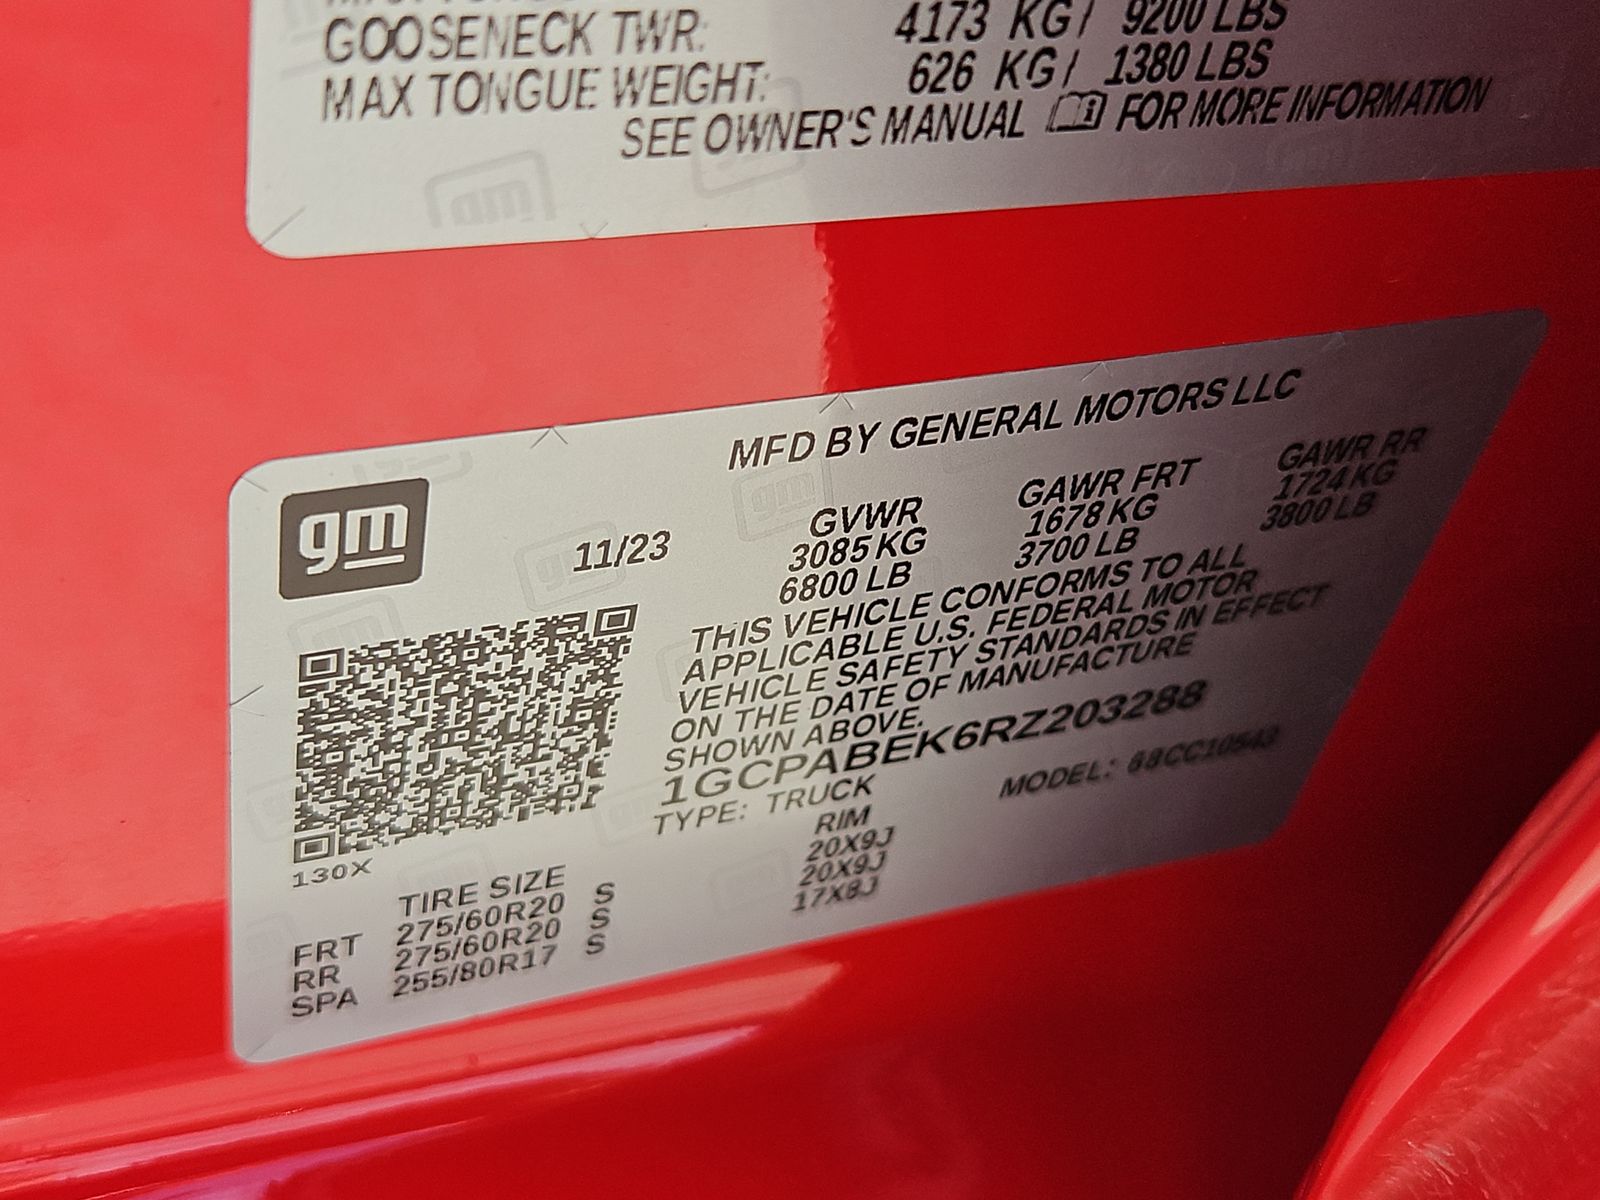 GOOSENECK TWR: 4173 KG / 9200 LBS
MAX TONGUE WEIGHT: 626 KG / 1380 LBS
SEE OWNER'S MANUAL FOR MORE INFORMATION
gm
MFD BY GENERAL MOTORS LLC
gm
11/23
GVWR GAWR FRT GAWR RR
3085 KG 1678 KG 1724 KG
6800 LB 3700 LB 3800 LB
THIS VEHICLE CONFORMS TO ALL
APPLICABLE U.S. FEDERAL MOTOR
VEHICLE SAFETY STANDARDS IN EFFECT
ON THE DATE OF MANUFACTURE
SHOWN ABOVE.
1GCPABEK6RZ203288
TYPE: TRUCK MODEL:
130X
TIRE SIZE RIM
FRT 275/60R20 S 20X9J
RR 275/60R20 S 20X9J
SPA 255/80R17 S 17X8J